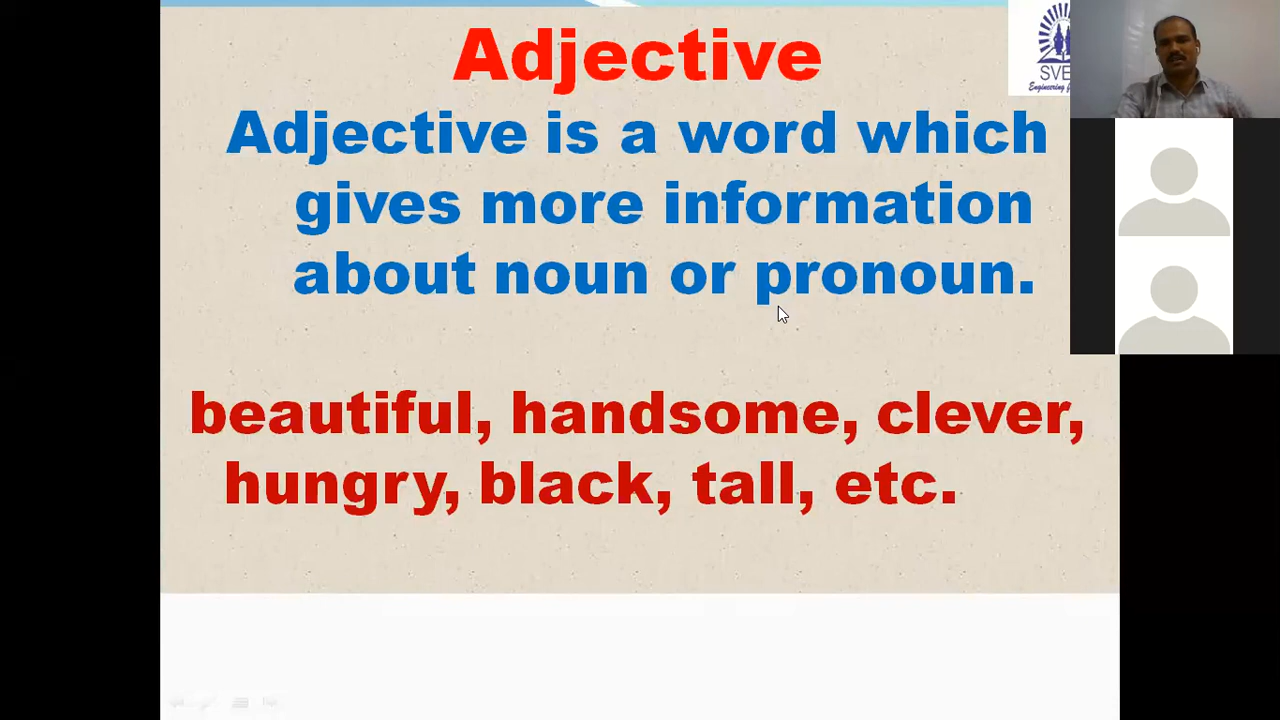 Adjective
Adjective is a word which
gives more information
about noun or pronoun.
beautiful, handsome, clever,
hungry, black, tall, etc.
SVE
Engineering f